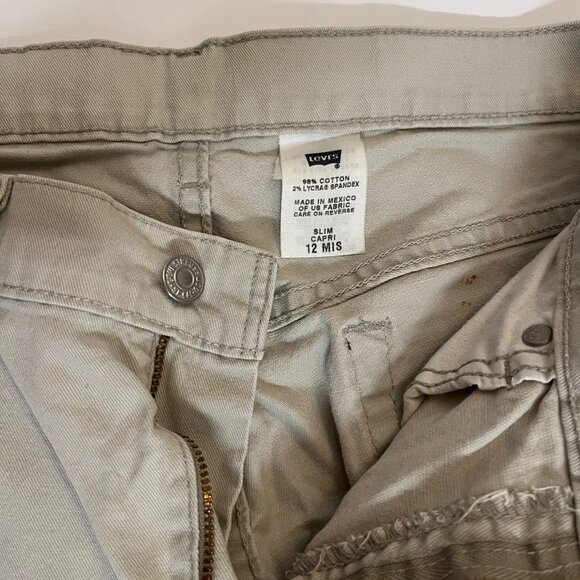 Levi's
98% COTTON
2% LYCRA® SPANDEX
MADE IN MEXICO
OF US FABRIC
CARE ON REVERSE
SLIM
CAPRI
12 MIS